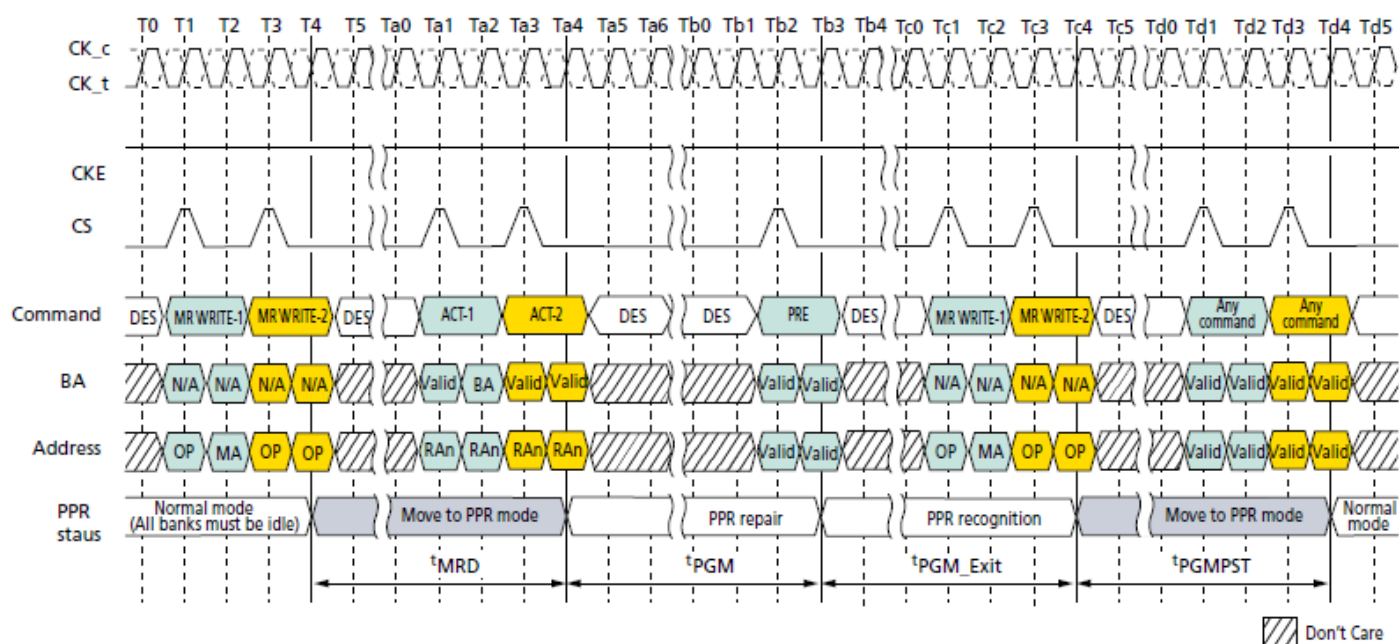 T0 T1 T2 T3 T4 T5 Ta0 Ta1 Ta2 Ta3 Ta4 Ta5 Ta6 Tb0 Tb1 Tb2 Tb3 Tb4 Tc0 Tc1 Tc2 Tc3 Tc4 Tc5 Td0 Td1 Td2 Td3 Td4 Td5
CK_c
CK_t
CKE
CS
Command DES MR WRITE-1 MR WRITE-2 DES ACT-1 ACT-2 DES DES PRE DES MR WRITE-1 MR WRITE-2 DES Any command Any command
BA N/A N/A N/A N/A Valid BA Valid Valid Valid Valid N/A N/A N/A N/A Valid Valid Valid Valid
Address OP MA OP OP RAn RAn RAn RAn Valid Valid OP MA OP OP Valid Valid Valid Valid
PPR staus Normal mode (All banks must be idle) Move to PPR mode PPR repair PPR recognition Move to PPR mode Normal mode
tMRD tPGM tPGM_Exit tPGMPST
Don't Care